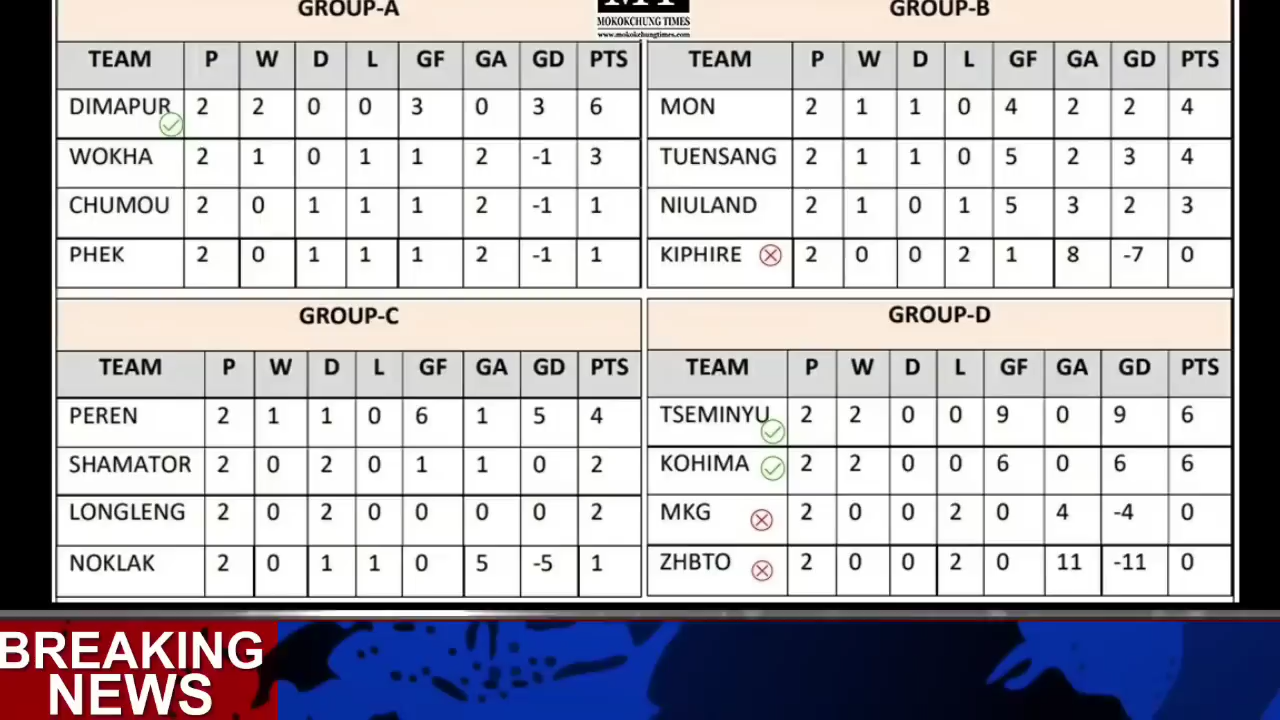 GROUP-A
TEAM P W D L GF GA GD PTS
DIMAPUR 2 2 0 0 3 0 3 6
WOKHA 2 1 0 1 1 2 -1 3
CHUMOU 2 0 1 1 1 2 -1 1
PHEK 2 0 1 1 1 2 -1 1
MOKOKCHUNG TIMES
www.mokokchungtimes.com
GROUP-B
TEAM P W D L GF GA GD PTS
MON 2 1 1 0 4 2 2 4
TUENSANG 2 1 1 0 5 2 3 4
NIULAND 2 1 0 1 5 3 2 3
KIPHIRE 2 0 0 2 1 8 -7 0
GROUP-C
TEAM P W D L GF GA GD PTS
PEREN 2 1 1 0 6 1 5 4
SHAMATOR 2 0 2 0 1 1 0 2
LONGLENG 2 0 2 0 0 0 0 2
NOKLAK 2 0 1 1 0 5 -5 1
GROUP-D
TEAM P W D L GF GA GD PTS
TSEMINYU 2 2 0 0 9 0 9 6
KOHIMA 2 2 0 0 6 0 6 6
MKG 2 0 0 2 0 4 -4 0
ZHBTO 2 0 0 2 0 11 -11 0
BREAKING
NEWS